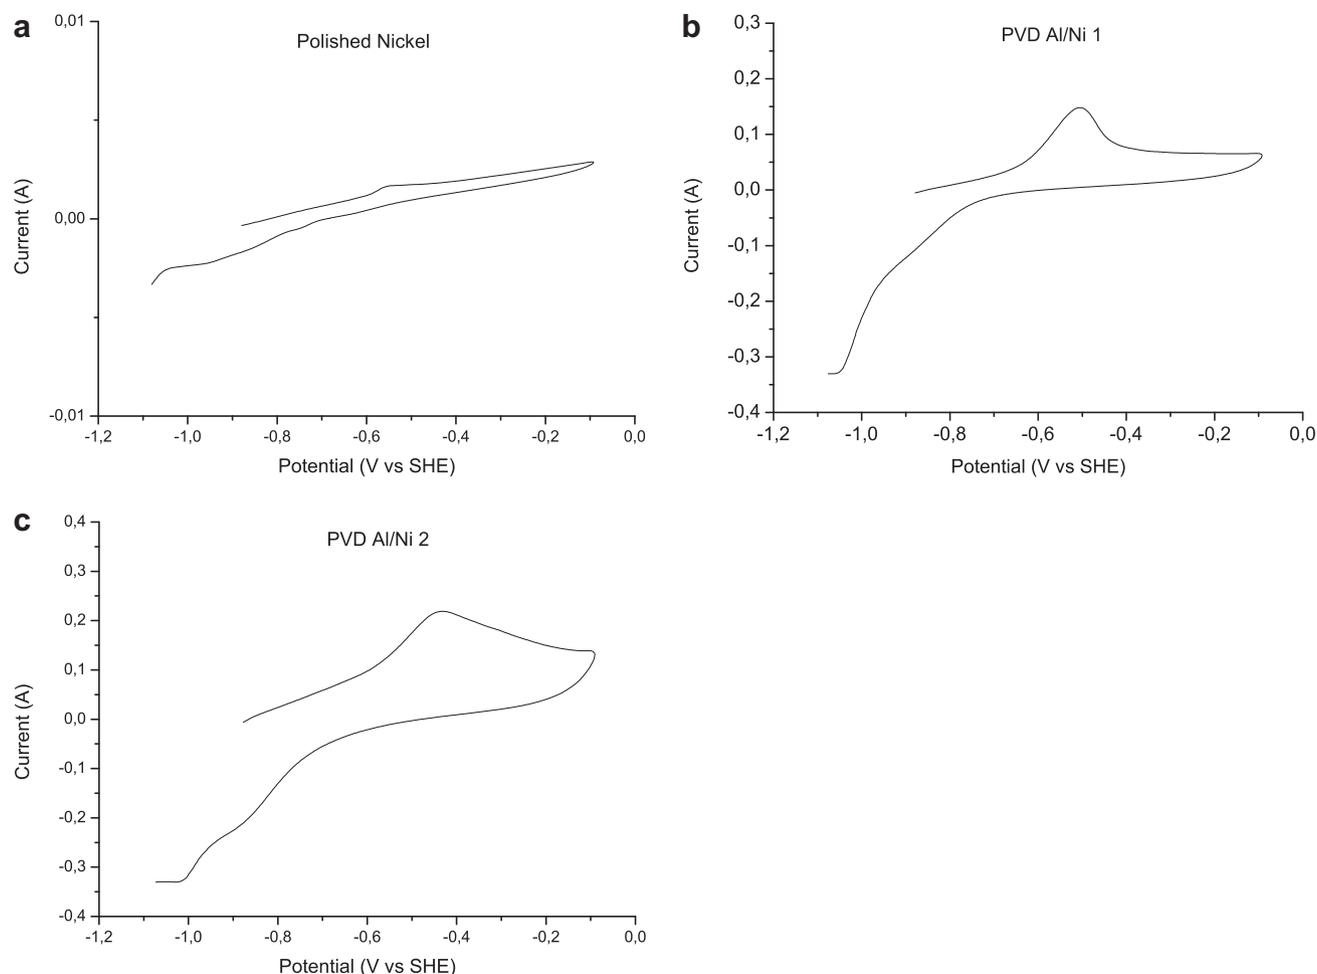 a
Polished Nickel
0,01
0,00
-0,01
Current (A)
-1,2 -1,0 -0,8 -0,6 -0,4 -0,2 0,0
Potential (V vs SHE)
b
PVD Al/Ni 1
0,3
0,2
0,1
0,0
-0,1
-0,2
-0,3
-0,4
Current (A)
-1,2 -1,0 -0,8 -0,6 -0,4 -0,2 0,0
Potential (V vs SHE)
c
PVD Al/Ni 2
0,4
0,3
0,2
0,1
0,0
-0,1
-0,2
-0,3
-0,4
Current (A)
-1,2 -1,0 -0,8 -0,6 -0,4 -0,2 0,0
Potential (V vs SHE)